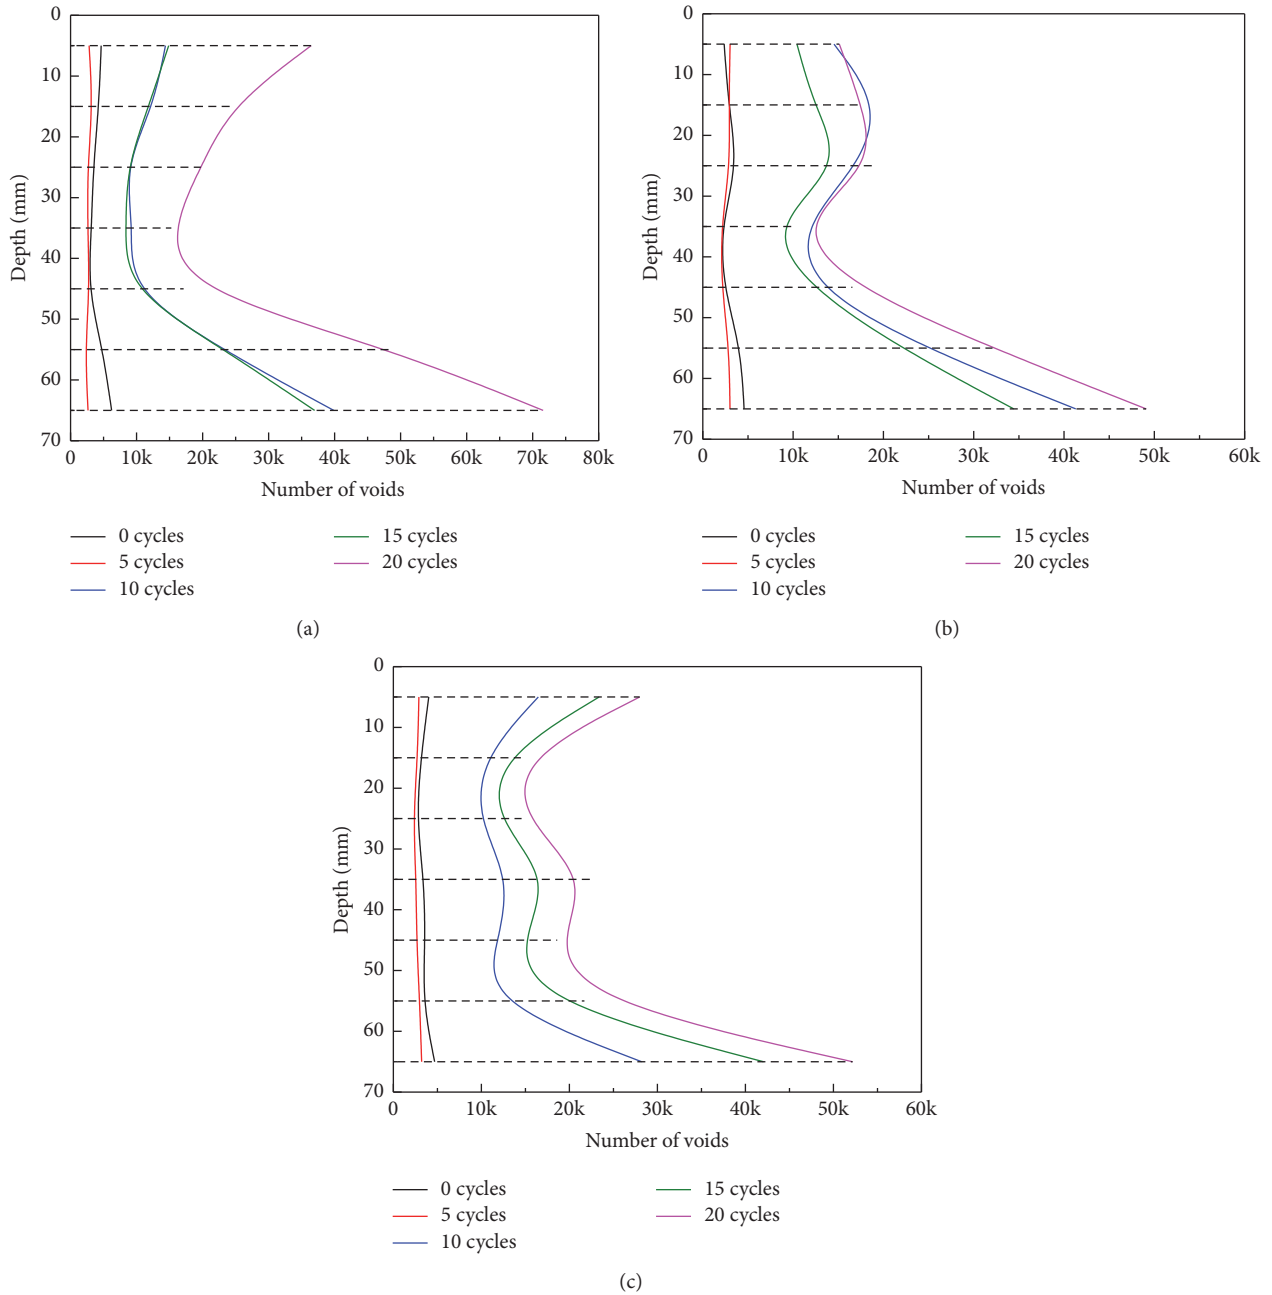 0
10
20
30
40
50
60
70
Depth (mm)
0 10k 20k 30k 40k 50k 60k 70k 80k
Number of voids
0 cycles 15 cycles
5 cycles 20 cycles
10 cycles
(a)
0
10
20
30
40
50
60
70
Depth (mm)
0 10k 20k 30k 40k 50k 60k
Number of voids
0 cycles 15 cycles
5 cycles 20 cycles
10 cycles
(b)
0
10
20
30
40
50
60
70
Depth (mm)
0 10k 20k 30k 40k 50k 60k
Number of voids
0 cycles 15 cycles
5 cycles 20 cycles
10 cycles
(c)